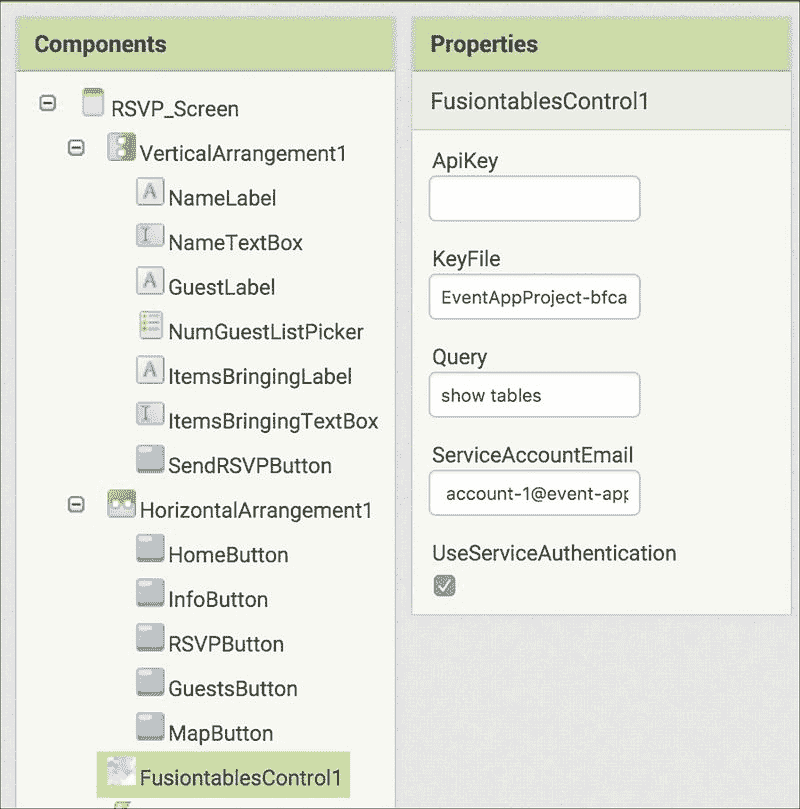 Components
RSVP_Screen
VerticalArrangement1
NameLabel
NameTextBox
GuestLabel
NumGuestListPicker
ItemsBringingLabel
ItemsBringingTextBox
SendRSVPButton
HorizontalArrangement1
HomeButton
InfoButton
RSVPButton
GuestsButton
MapButton
FusiontablesControl1
Properties
FusiontablesControl1
ApiKey
KeyFile
EventAppProject-bfca
Query
show tables
ServiceAccountEmail
account-1@event-app
UseServiceAuthentication